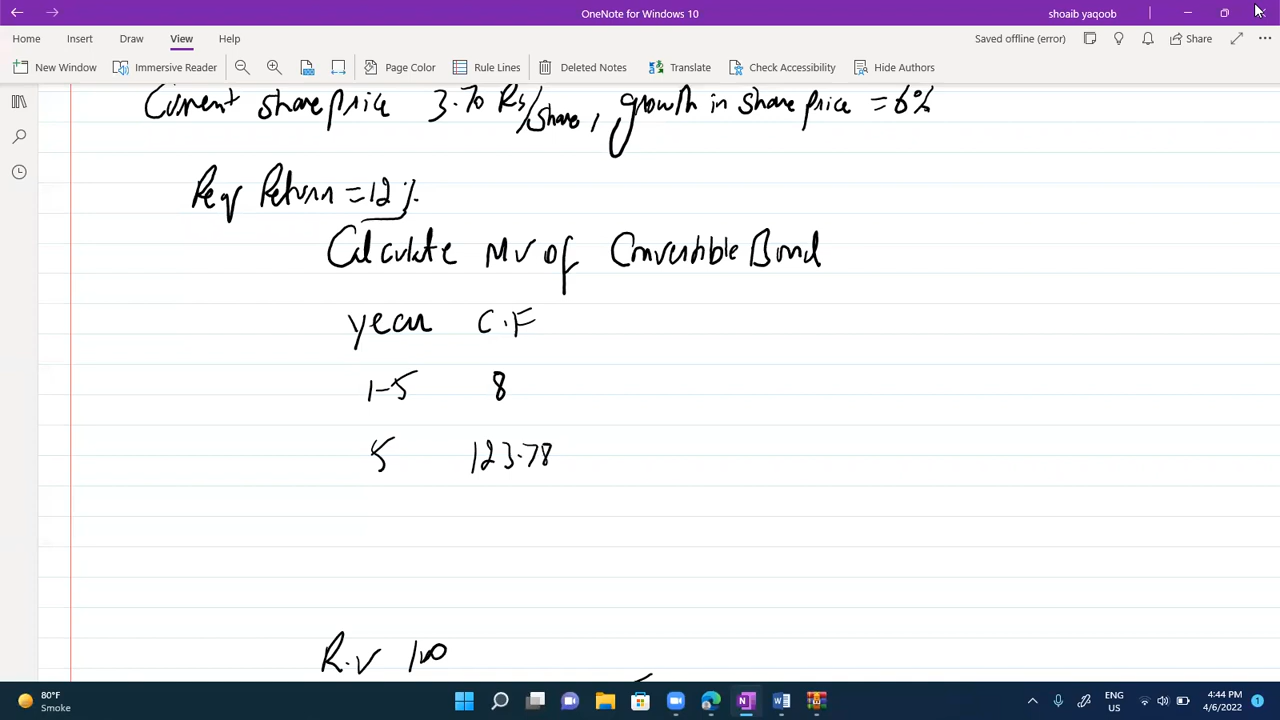 OneNote for Windows 10
shoaib yaqoob
Home Insert Draw View Help
Saved offline (error)
Share
New Window Immersive Reader Page Color Rule Lines Deleted Notes Translate Check Accessibility Hide Authors
Current share price 3.70 Rs/share, growth in share price = 6%
Req Return = 12%
Calculate MV of Convertible Bond
year C.F
1-5 8
5 123.78
R.V 100
80°F
Smoke
ENG
US
4:44 PM
4/6/2022
1